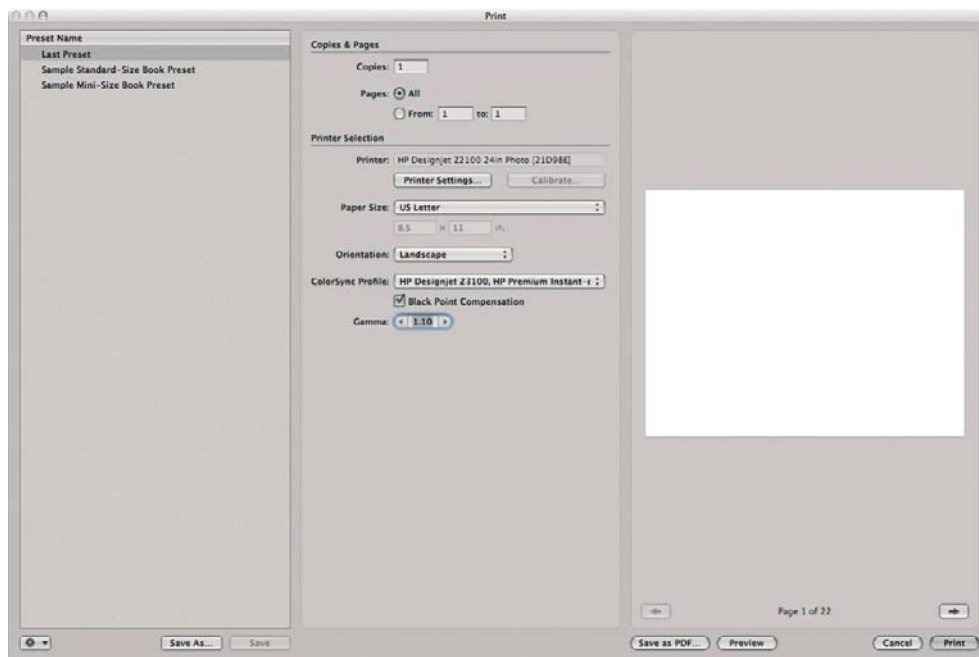 Print
Preset Name
Last Preset
Sample Standard-Size Book Preset
Sample Mini-Size Book Preset
Copies & Pages
Copies: 1
Pages: All
From: 1 to: 1
Printer Selection
Printer: HP Designjet Z2100 24in Photo [21D98E]
Printer Settings... Calibrate...
Paper Size: US Letter
8.5 x 11 in.
Orientation: Landscape
ColorSync Profile: HP Designjet Z3100, HP Premium Instant-
Black Point Compensation
Gamma: 1.10
Page 1 of 22
Save As... Save
Save as PDF... Preview Cancel Print